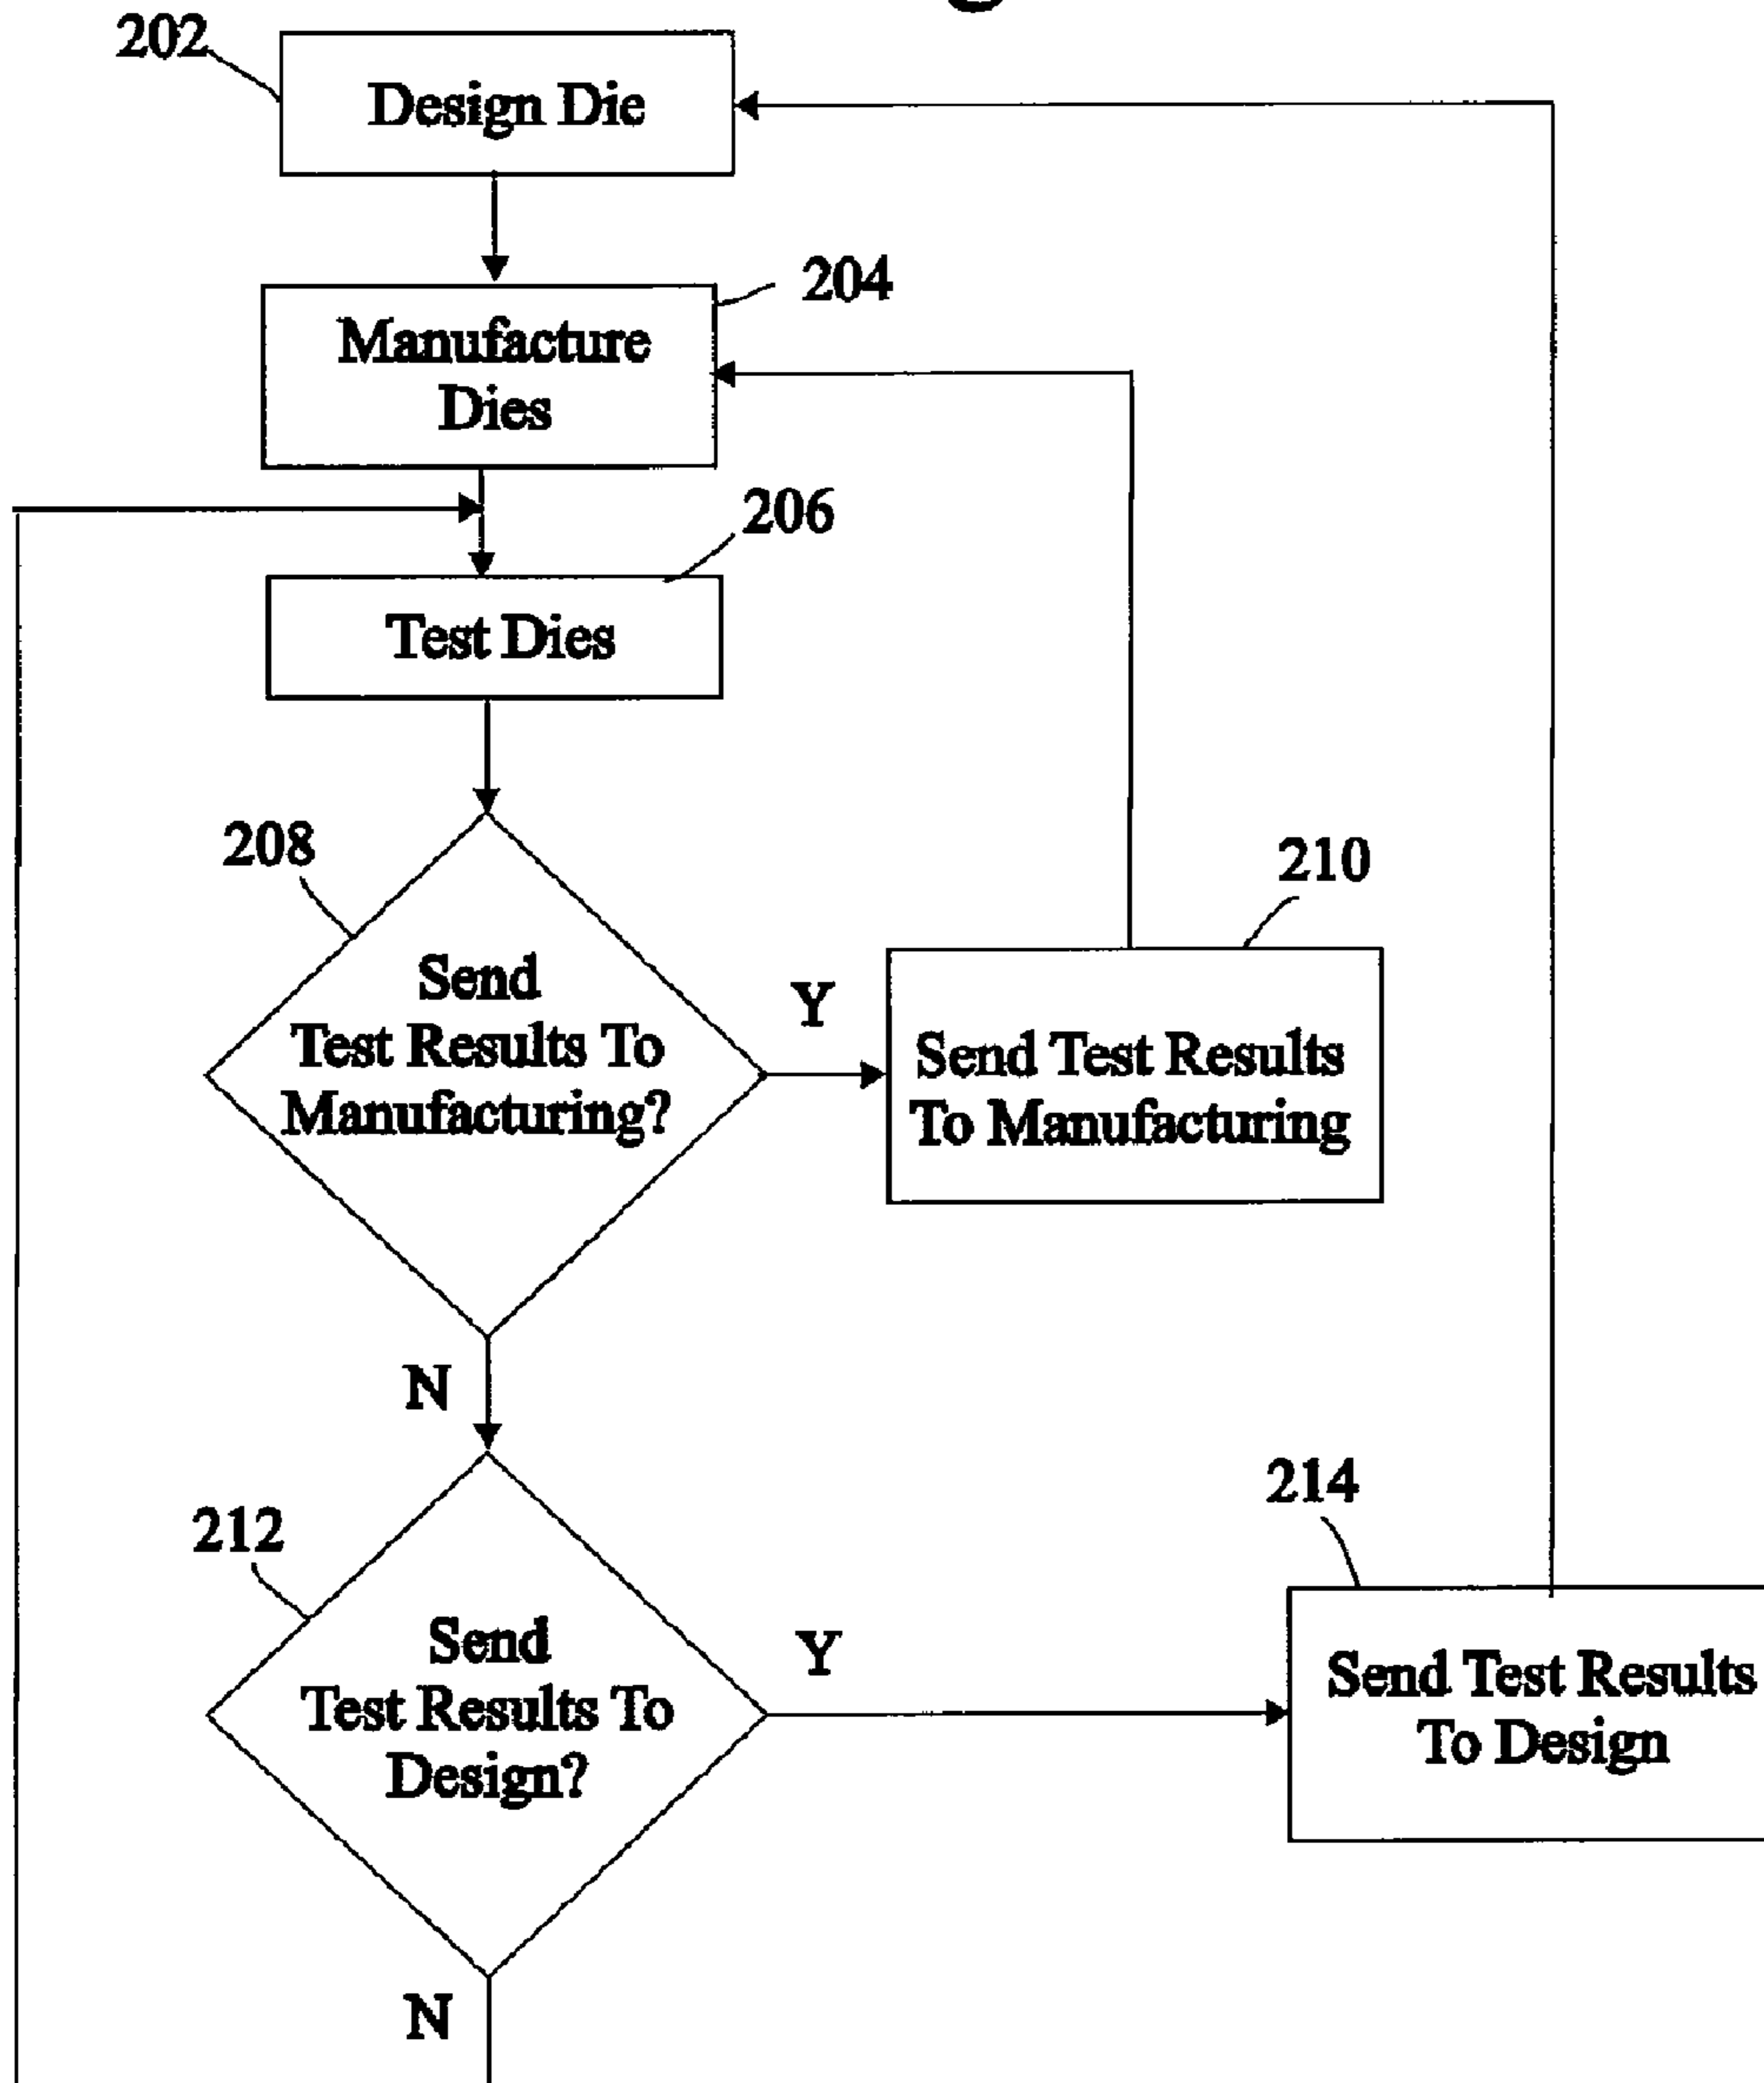 202
Design Die
204
Manufacture
Dies
206
Test Dies
208
Send
Test Results To
Manufacturing?
Y
210
Send Test Results
To Manufacturing
N
212
Send
Test Results To
Design?
Y
214
Send Test Results
To Design
N